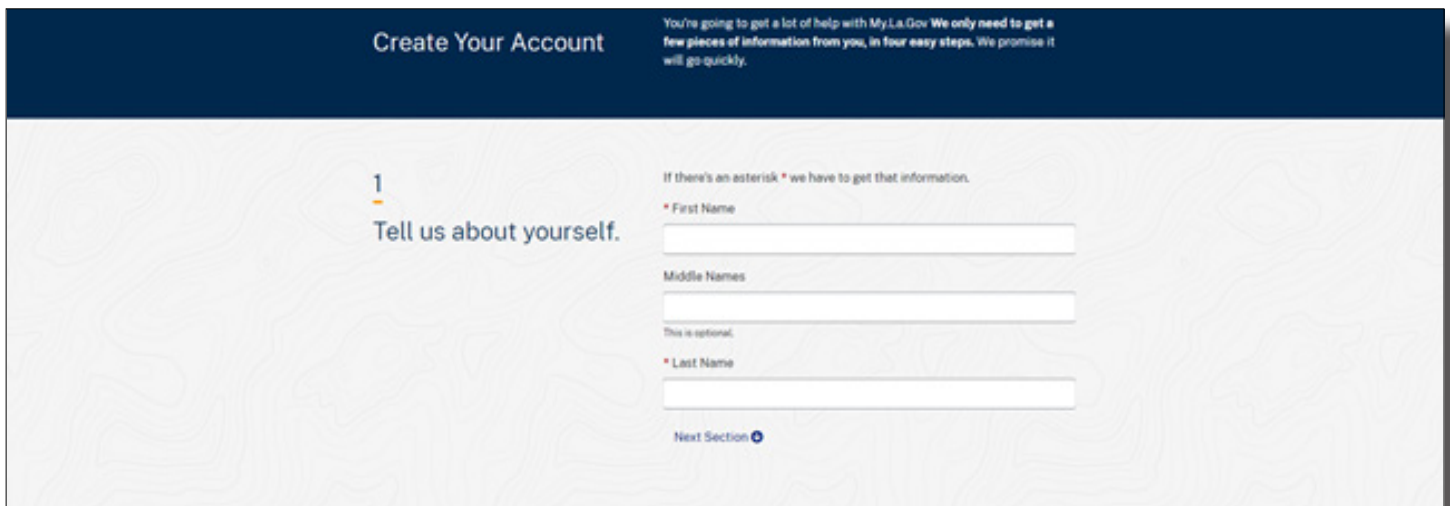 Create Your Account
You're going to get a lot of help with My.La.Gov We only need to get a
few pieces of information from you, in four easy steps. We promise it
will go quickly.
1
Tell us about yourself.
If there's an asterisk * we have to get that information.
* First Name
Middle Names
This is optional.
* Last Name
Next Section